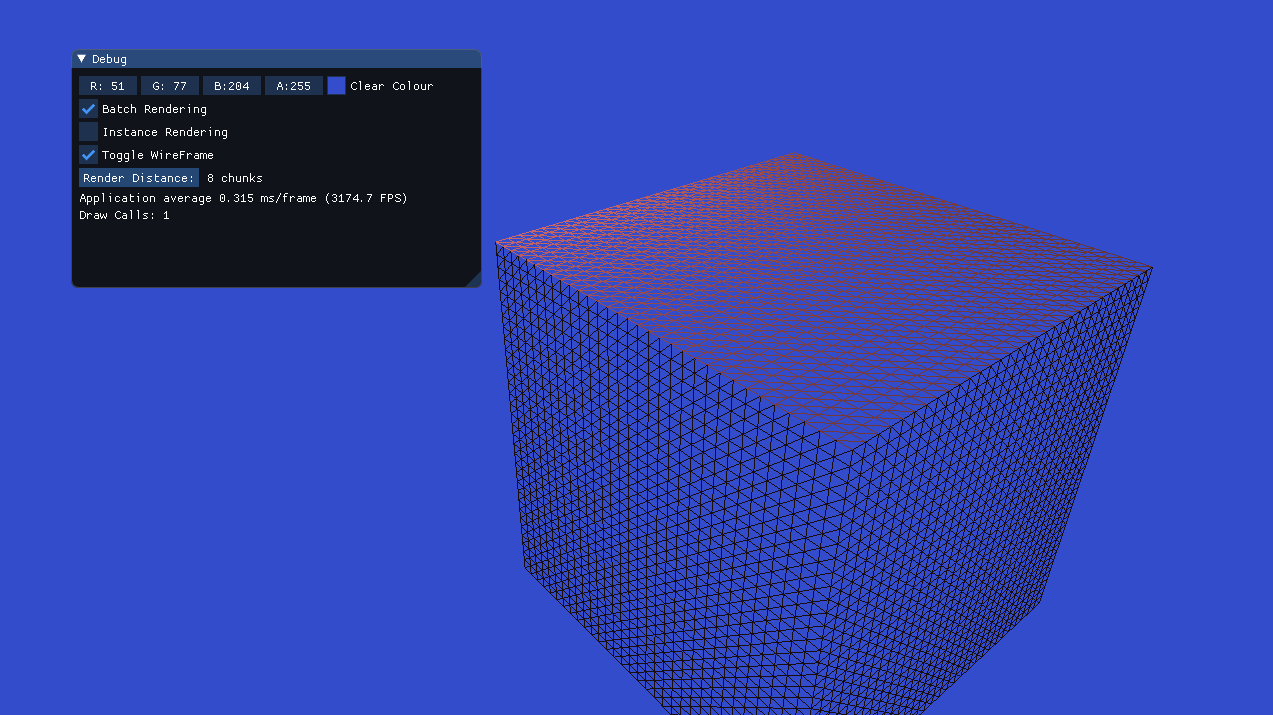 Debug
R: 51 G: 77 B:204 A:255 Clear Colour
Batch Rendering
Instance Rendering
Toggle WireFrame
Render Distance: 8 chunks
Application average 0.315 ms/frame (3174.7 FPS)
Draw Calls: 1